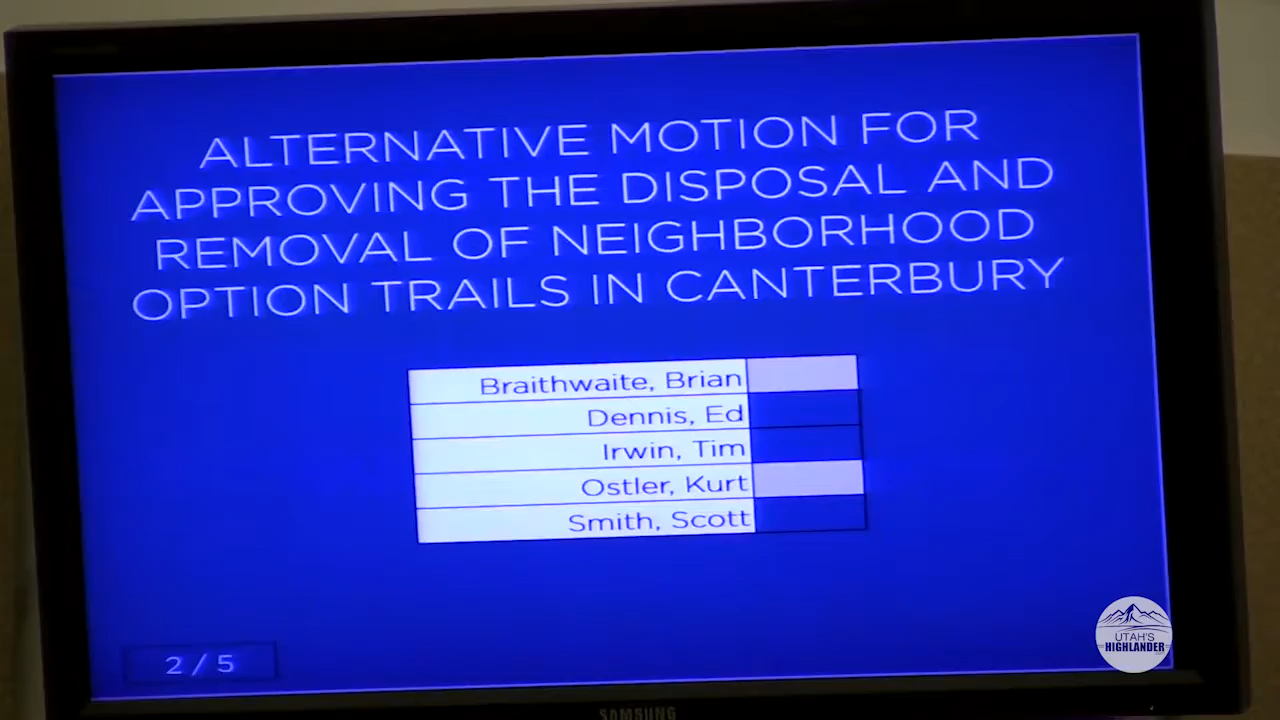 ALTERNATIVE MOTION FOR
APPROVING THE DISPOSAL AND
REMOVAL OF NEIGHBORHOOD
OPTION TRAILS IN CANTERBURY
Braithwaite, Brian
Dennis, Ed
Irwin, Tim
Ostler, Kurt
Smith, Scott
2 / 5
UTAH'S
HIGHLANDER
SAMSUNG